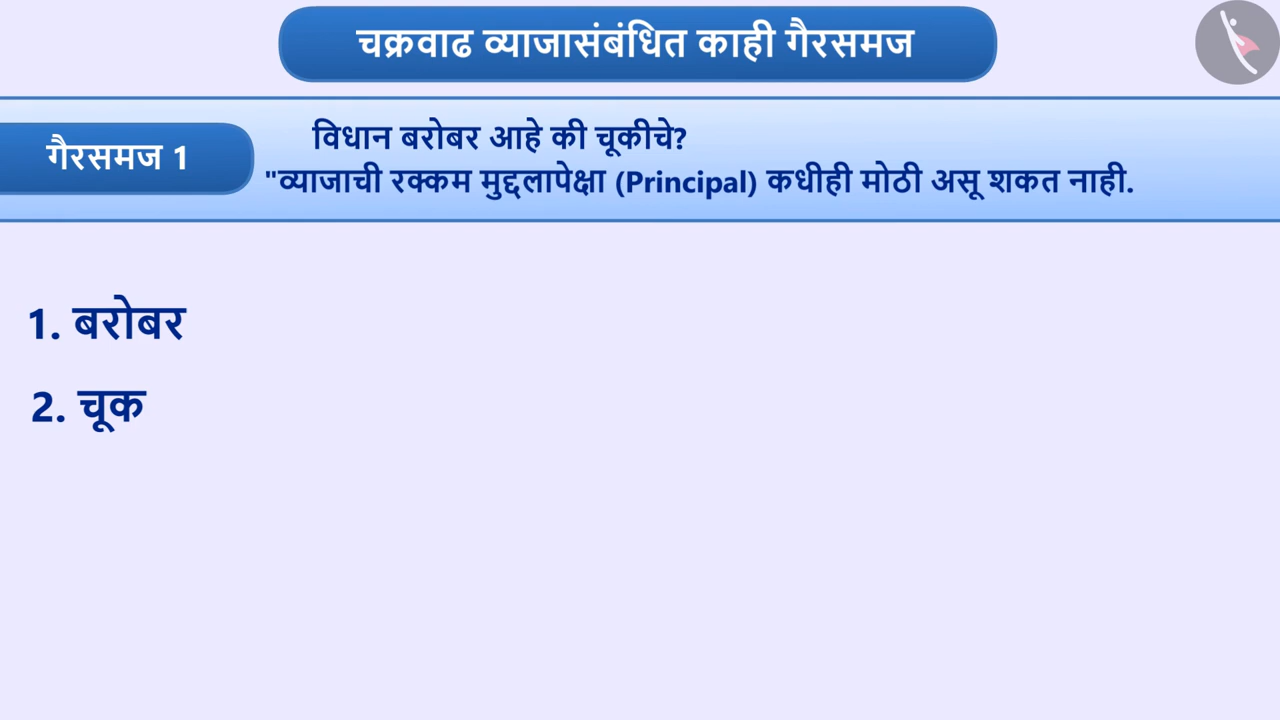 चक्रवाढ व्याजासंबंधित काही गैरसमज
गैरसमज 1
विधान बरोबर आहे की चूकीचे?
"व्याजाची रक्कम मुद्दलापेक्षा (Principal) कधीही मोठी असू शकत नाही.
1. बरोबर
2. चूक